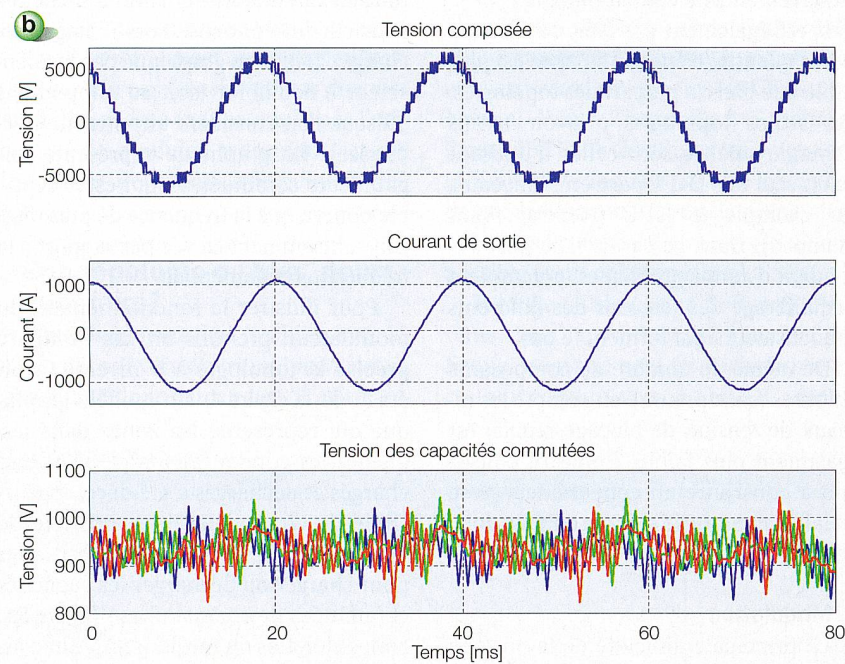 b
Tension composée
Tension [V]
5000
0
-5000
Courant de sortie
Courant [A]
1000
0
-1000
Tension des capacités commutées
Tension [V]
1100
1000
900
800
0
20
40
60
80
Temps [ms]